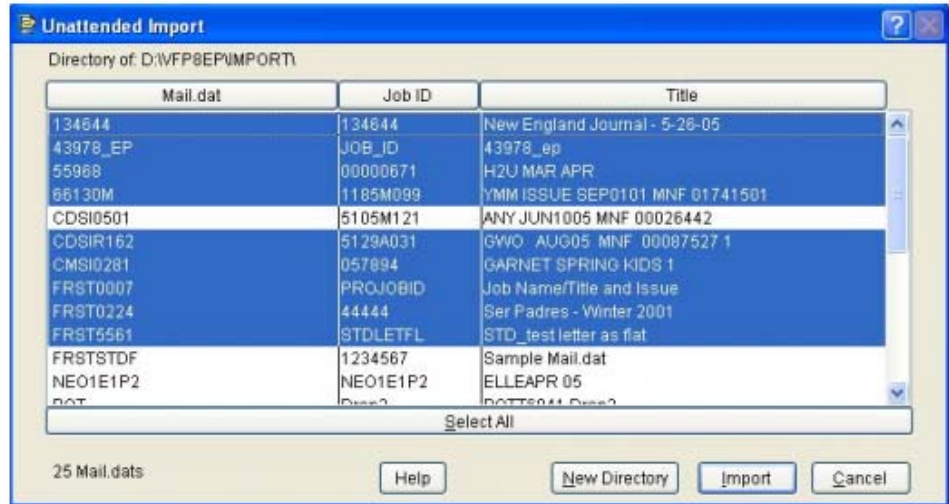 Unattended Import
Directory of: D:\VFP8EP\IMPORT\
Mail.dat Job ID Title
134644 134644 New England Journal - 5-26-05
43978_EP JOB_ID 43978_ep
55968 00000671 H2U MAR APR
66130M 1185M099 YMM ISSUE SEP0101 MNF 01741501
CDSI0501 5105M121 ANY JUN1005 MNF 00026442
CDSIR162 5129A031 GWO AUG05 MNF 00087527 1
CMSI0281 057894 GARNET SPRING KIDS 1
FRST0007 PROJOBID Job Name/Title and Issue
FRST0224 44444 Ser Padres - Winter 2001
FRST5561 STDLETFL STD_test letter as flat
FRSTSTDF 1234567 Sample Mail.dat
NEO1E1P2 NEO1E1P2 ELLEAPR 05
Select All
25 Mail.dats Help New Directory Import Cancel